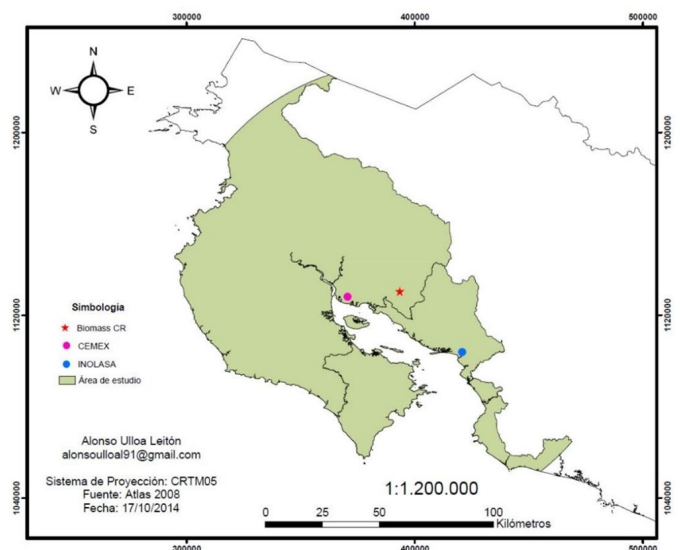 300000 400000 500000
N
W E
S
1200000 1200000
1120000 1120000
Simbología
Biomass CR
CEMEX
INOLASA
Área de estudio
Alonso Ulloa Leitón
alonsoulloal91@gmail.com
Sistema de Proyección: CRTM05
Fuente: Atlas 2008
Fecha: 17/10/2014
1:1.200.000
0 25 50 100
Kilómetros
1040000 1040000
300000 400000 500000